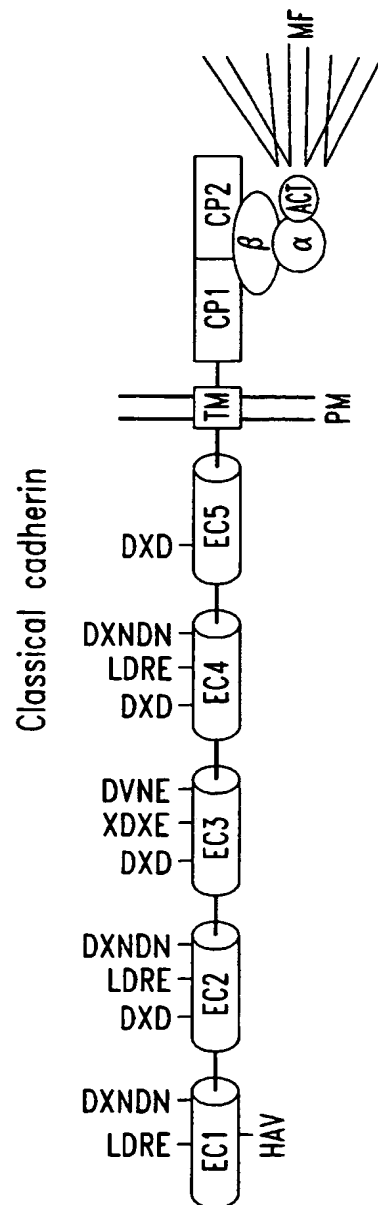 Classical cadherin
LDRE
DXNDN
EC1
HAV
DXD
LDRE
DXNDN
EC2
DXD
XDXE
DVNE
EC3
DXD
LDRE
DXNDN
EC4
DXD
EC5
TM
PM
CP1
CP2
β
α
ACT
MF